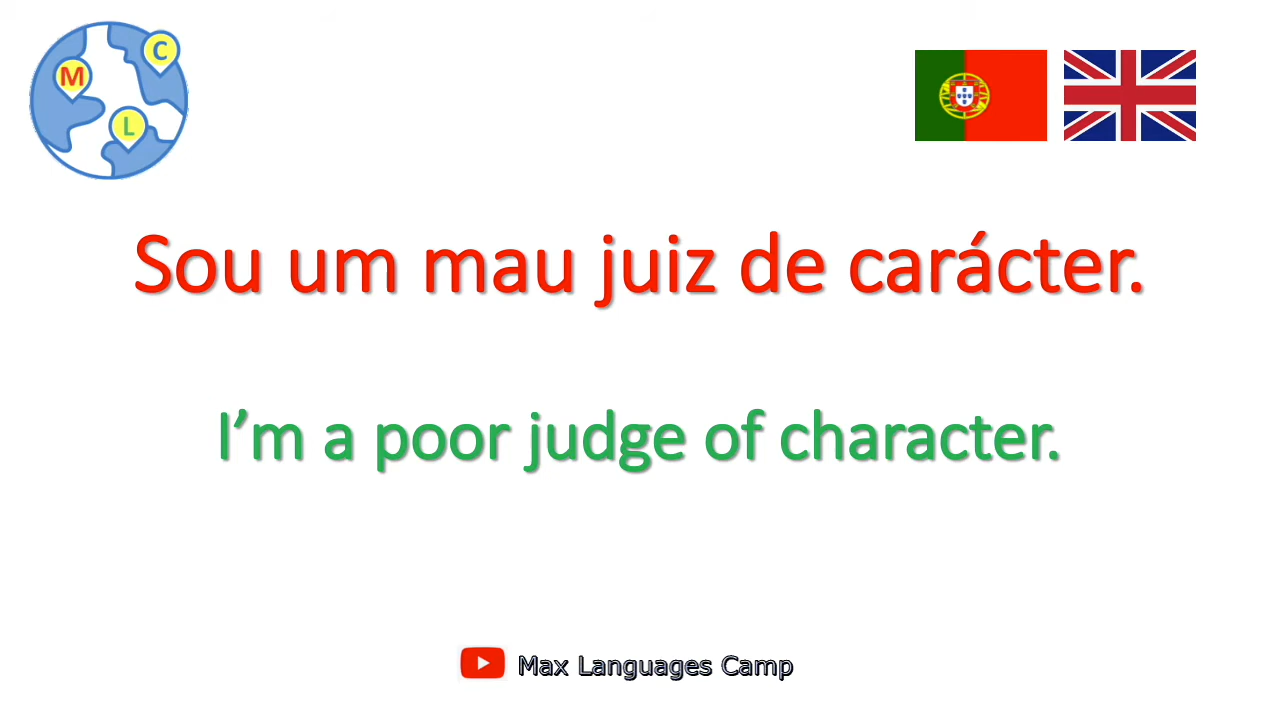 C
M
L
Sou um mau juiz de carácter.
I’m a poor judge of character.
Max Languages Camp